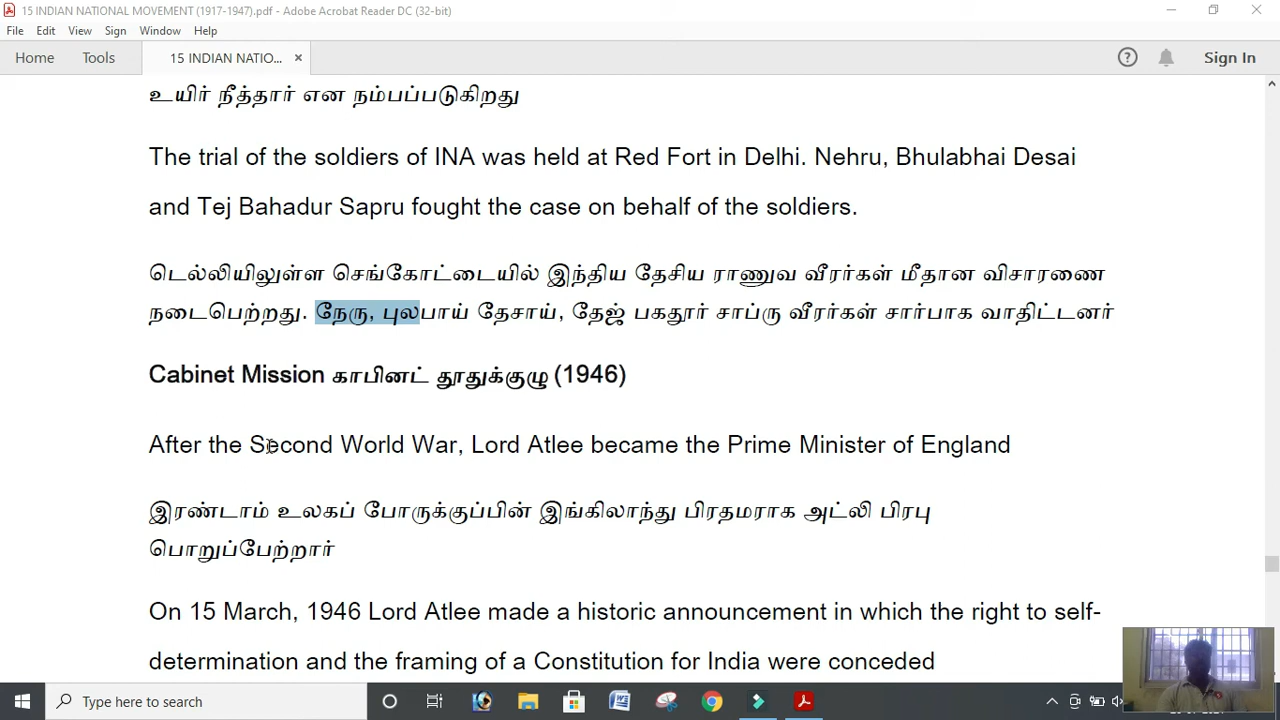 15 INDIAN NATIONAL MOVEMENT (1917-1947).pdf - Adobe Acrobat Reader DC (32-bit)
File Edit View Sign Window Help
Home Tools 15 INDIAN NATIO... × Sign In
உயிர் நீத்தார் என நம்பப்படுகிறது
The trial of the soldiers of INA was held at Red Fort in Delhi. Nehru, Bhulabhai Desai
and Tej Bahadur Sapru fought the case on behalf of the soldiers.
டெல்லியிலுள்ள செங்கோட்டையில் இந்திய தேசிய ராணுவ வீரர்கள் மீதான விசாரணை
நடைபெற்றது. நேரு, புலபாய் தேசாய், தேஜ் பகதூர் சாப்ரு வீரர்கள் சார்பாக வாதிட்டனர்
Cabinet Mission காபினட் தூதுக்குழு (1946)
After the Second World War, Lord Atlee became the Prime Minister of England
இரண்டாம் உலகப் போருக்குப்பின் இங்கிலாந்து பிரதமராக அட்லி பிரபு
பொறுப்பேற்றார்
On 15 March, 1946 Lord Atlee made a historic announcement in which the right to self-
determination and the framing of a Constitution for India were conceded
Type here to search